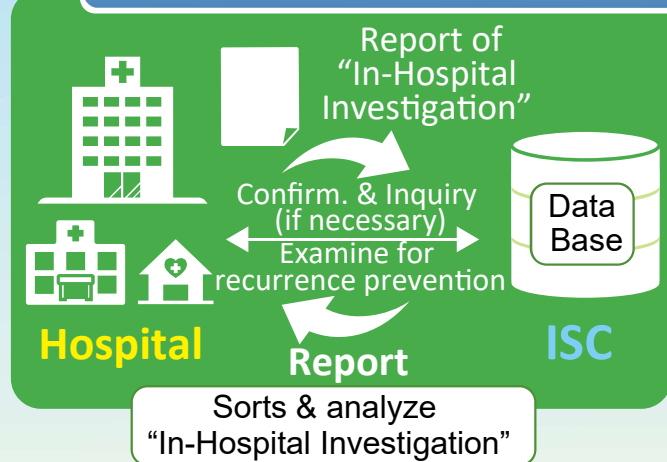 Report of
“In-Hospital
Investigation”
Confirm. & Inquiry
(if necessary)
Examine for
recurrence prevention
Data
Base
Hospital
Report
ISC
Sorts & analyze
“In-Hospital Investigation”